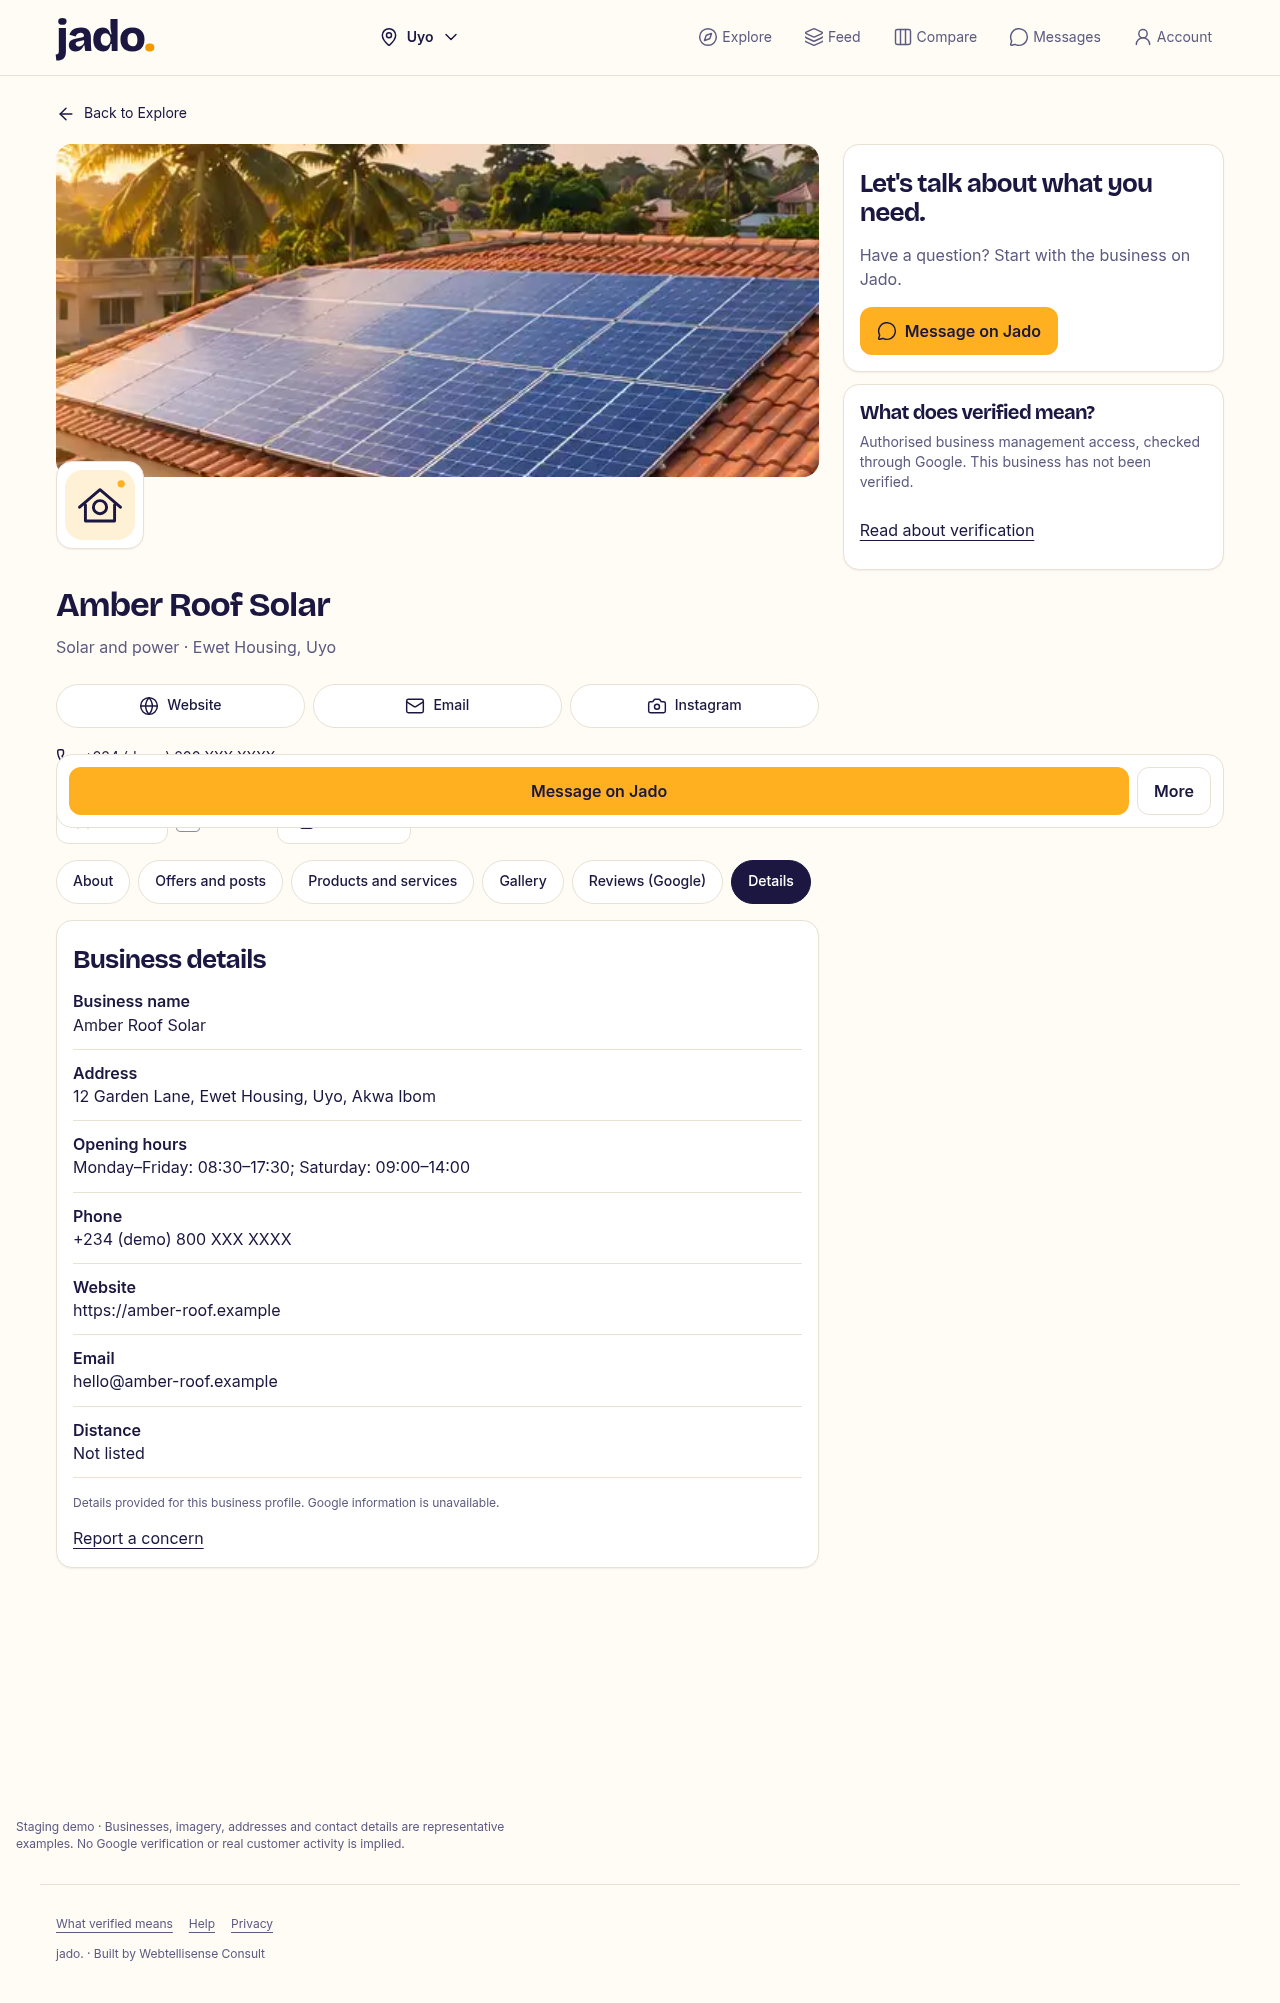 jado.
Uyo
Explore
Feed
Compare
Messages
Account
Back to Explore
Let's talk about what you
need.
Have a question? Start with the business on
Jado.
Message on Jado
What does verified mean?
Authorised business management access, checked
through Google. This business has not been
verified.
Read about verification
Amber Roof Solar
Solar and power · Ewet Housing, Uyo
Website
Email
Instagram
Message on Jado
More
About
Offers and posts
Products and services
Gallery
Reviews (Google)
Details
Business details
Business name
Amber Roof Solar
Address
12 Garden Lane, Ewet Housing, Uyo, Akwa Ibom
Opening hours
Monday–Friday: 08:30–17:30; Saturday: 09:00–14:00
Phone
+234 (demo) 800 XXX XXXX
Website
https://amber-roof.example
Email
hello@amber-roof.example
Distance
Not listed
Details provided for this business profile. Google information is unavailable.
Report a concern
Staging demo · Businesses, imagery, addresses and contact details are representative
examples. No Google verification or real customer activity is implied.
What verified means
Help
Privacy
jado. · Built by Webtellisense Consult